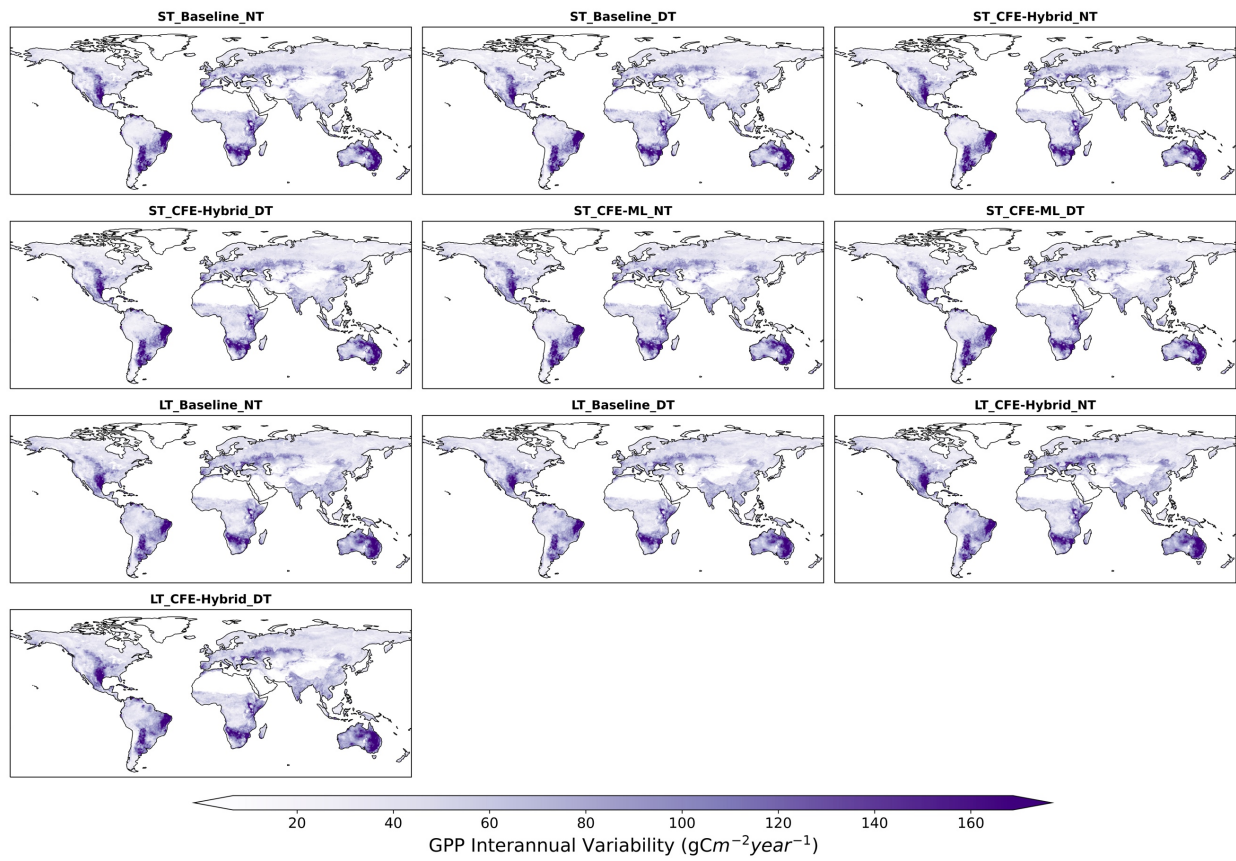 ST_Baseline_NT
ST_Baseline_DT
ST_CFE-Hybrid_NT
ST_CFE-Hybrid_DT
ST_CFE-ML_NT
ST_CFE-ML_DT
LT_Baseline_NT
LT_Baseline_DT
LT_CFE-Hybrid_NT
LT_CFE-Hybrid_DT
20 40 60 80 100 120 140 160
GPP Interannual Variability (gCm⁻²year⁻¹)